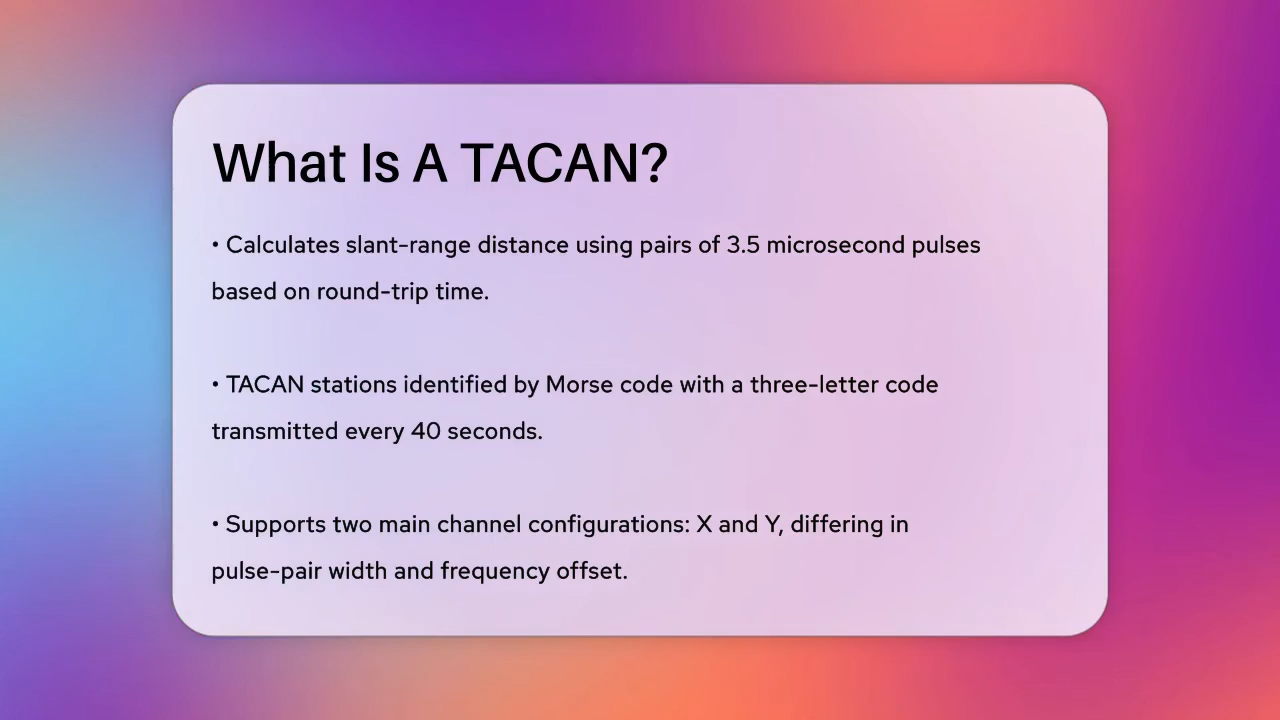 What Is A TACAN?
• Calculates slant-range distance using pairs of 3.5 microsecond pulses
based on round-trip time.
• TACAN stations identified by Morse code with a three-letter code
transmitted every 40 seconds.
• Supports two main channel configurations: X and Y, differing in
pulse-pair width and frequency offset.